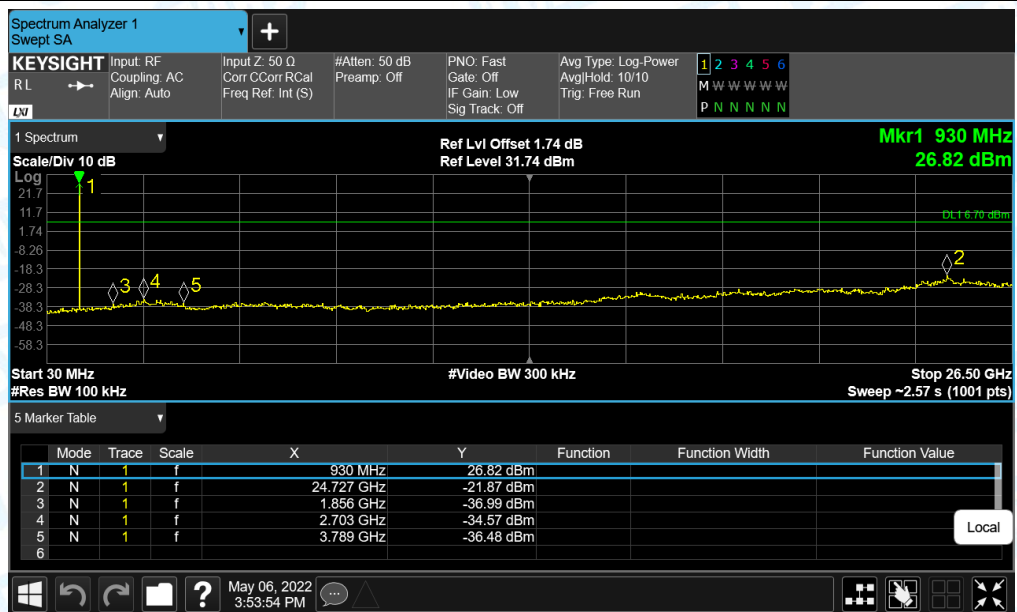 Spectrum Analyzer 1
Swept SA
+
KEYSIGHT
RL
LXI
Input: RF
Coupling: AC
Align: Auto
Input Z: 50 Ω
Corr CCorr RCal
Freq Ref: Int (S)
#Atten: 50 dB
Preamp: Off
PNO: Fast
Gate: Off
IF Gain: Low
Sig Track: Off
Avg Type: Log-Power
Avg|Hold: 10/10
Trig: Free Run
1 2 3 4 5 6
M W W W W W
P N N N N N
1 Spectrum
Scale/Div 10 dB
Ref Lvl Offset 1.74 dB
Ref Level 31.74 dBm
Mkr1 930 MHz
26.82 dBm
Log
21.7
11.7
1.74
-8.26
-18.3
-28.3
-38.3
-48.3
-58.3
1
DL1 6.70 dBm
2
3
4
5
Start 30 MHz
#Video BW 300 kHz
Stop 26.50 GHz
#Res BW 100 kHz
Sweep ~2.57 s (1001 pts)
5 Marker Table
Mode Trace Scale X Y Function Function Width Function Value
1 N 1 f 930 MHz 26.82 dBm
2 N 1 f 24.727 GHz -21.87 dBm
3 N 1 f 1.856 GHz -36.99 dBm
4 N 1 f 2.703 GHz -34.57 dBm
5 N 1 f 3.789 GHz -36.48 dBm
6
Local
?
May 06, 2022
3:53:54 PM